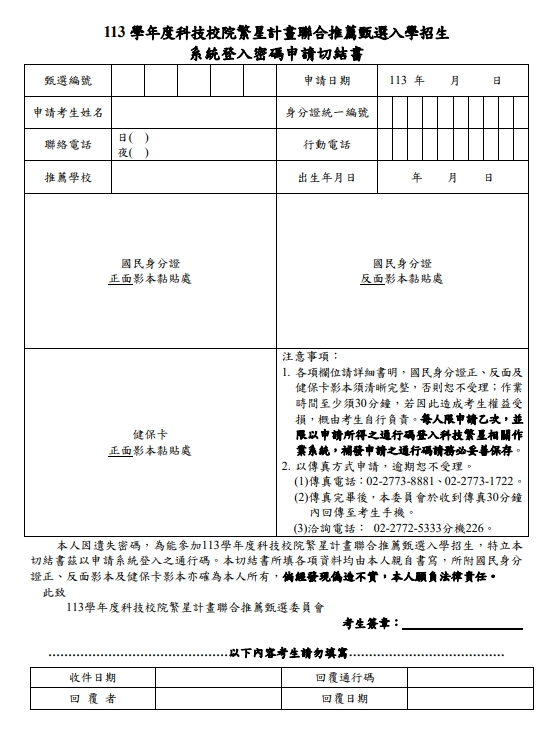 113 學年度科技校院繁星計畫聯合推薦甄選入學招生
系統登入密碼申請切結書
甄選編號 申請日期 113 年 月 日
申請考生姓名 身分證統一編號
聯絡電話 日( ) 行動電話
夜( )
推薦學校 出生年月日 年 月 日
國民身分證
正面影本黏貼處
國民身分證
反面影本黏貼處
健保卡
正面影本黏貼處
注意事項：
1. 各項欄位請詳細書明，國民身分證正、反面及
健保卡影本須清晰完整，否則恕不受理；作業
時間至少須30分鐘，若因此造成考生權益受
損，概由考生自行負責。每人限申請乙次，並
限以申請所得之通行碼登入科技繁星相關作
業系統，補發申請之通行碼請務必妥善保存。
2. 以傳真方式申請，逾期恕不受理。
(1)傳真電話：02-2773-8881、02-2773-1722。
(2)傳真完畢後，本委員會於收到傳真30分鐘
內回傳至考生手機。
(3)洽詢電話： 02-2772-5333分機226。
本人因遺失密碼，為能參加113學年度科技校院繁星計畫聯合推薦甄選入學招生，特立本
切結書茲以申請系統登入之通行碼。本切結書所填各項資料均由本人親自書寫，所附國民身分
證正、反面影本及健保卡影本亦確為本人所有，倘經發現偽造不實，本人願負法律責任。
此致
113學年度科技校院繁星計畫聯合推薦甄選委員會
考生簽章：
以下內容考生請勿填寫
收件日期 回覆通行碼
回 覆 者 回覆日期